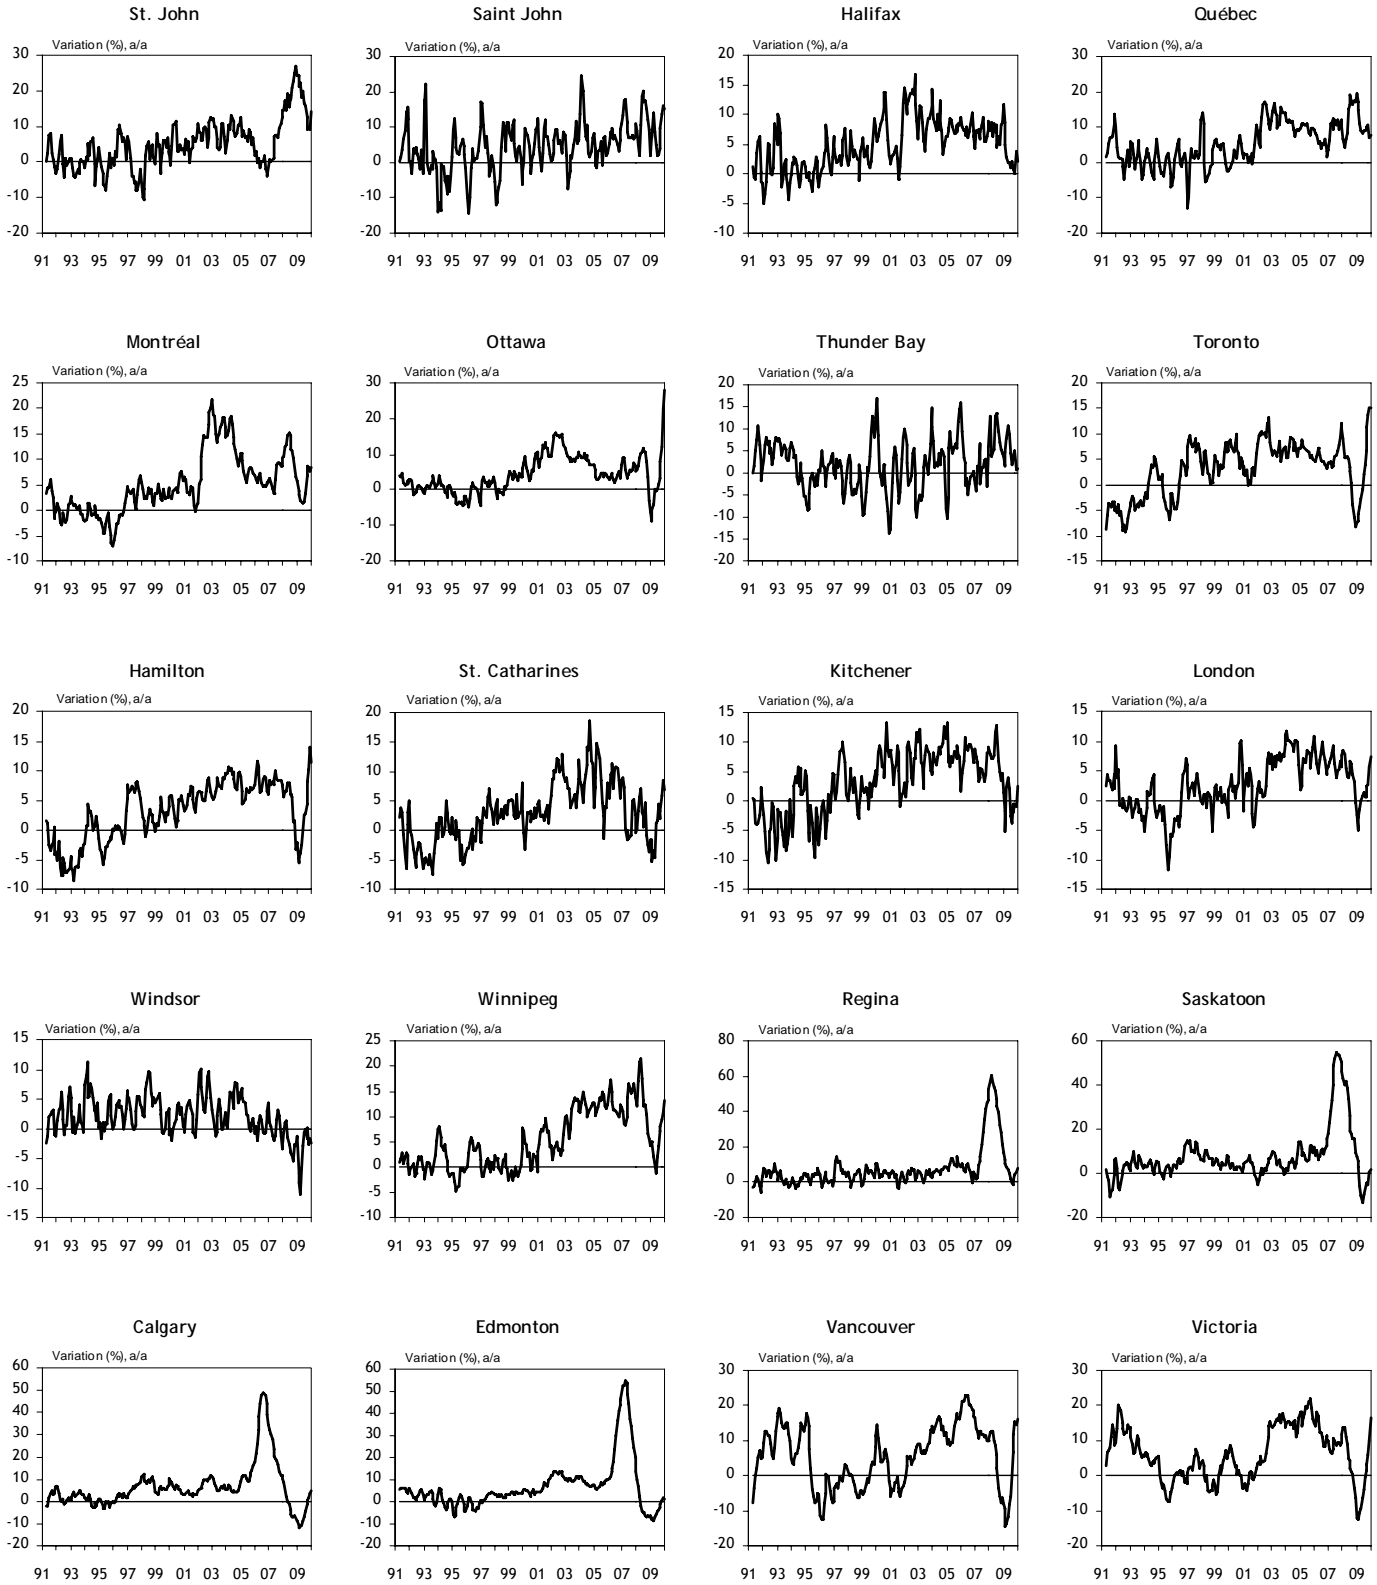 St. John
Variation (%), a/a
30
20
10
0
-10
-20
91 93 95 97 99 01 03 05 07 09
Saint John
Variation (%), a/a
30
20
10
0
-10
-20
91 93 95 97 99 01 03 05 07 09
Halifax
Variation (%), a/a
20
15
10
5
0
-5
-10
91 93 95 97 99 01 03 05 07 09
Québec
Variation (%), a/a
30
20
10
0
-10
-20
91 93 95 97 99 01 03 05 07 09
Montréal
Variation (%), a/a
25
20
15
10
5
0
-5
-10
91 93 95 97 99 01 03 05 07 09
Ottawa
Variation (%), a/a
30
20
10
0
-10
-20
91 93 95 97 99 01 03 05 07 09
Thunder Bay
Variation (%), a/a
20
15
10
5
0
-5
-10
-15
-20
91 93 95 97 99 01 03 05 07 09
Toronto
Variation (%), a/a
20
15
10
5
0
-5
-10
-15
91 93 95 97 99 01 03 05 07 09
Hamilton
Variation (%), a/a
20
15
10
5
0
-5
-10
91 93 95 97 99 01 03 05 07 09
St. Catharines
Variation (%), a/a
20
15
10
5
0
-5
-10
91 93 95 97 99 01 03 05 07 09
Kitchener
Variation (%), a/a
15
10
5
0
-5
-10
-15
91 93 95 97 99 01 03 05 07 09
London
Variation (%), a/a
15
10
5
0
-5
-10
-15
91 93 95 97 99 01 03 05 07 09
Windsor
Variation (%), a/a
15
10
5
0
-5
-10
-15
91 93 95 97 99 01 03 05 07 09
Winnipeg
Variation (%), a/a
25
20
15
10
5
0
-5
-10
91 93 95 97 99 01 03 05 07 09
Regina
Variation (%), a/a
80
60
40
20
0
-20
91 93 95 97 99 01 03 05 07 09
Saskatoon
Variation (%), a/a
60
40
20
0
-20
91 93 95 97 99 01 03 05 07 09
Calgary
Variation (%), a/a
60
50
40
30
20
10
0
-10
-20
91 93 95 97 99 01 03 05 07 09
Edmonton
Variation (%), a/a
60
50
40
30
20
10
0
-10
-20
91 93 95 97 99 01 03 05 07 09
Vancouver
Variation (%), a/a
30
20
10
0
-10
-20
91 93 95 97 99 01 03 05 07 09
Victoria
Variation (%), a/a
30
20
10
0
-10
-20
91 93 95 97 99 01 03 05 07 09